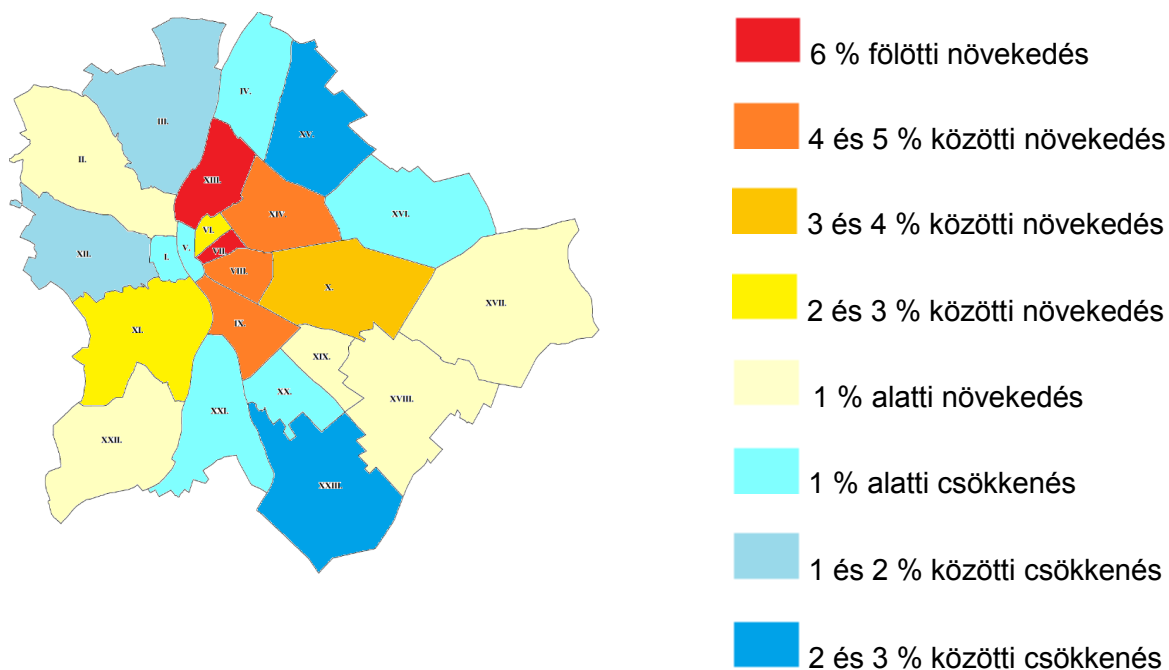 IV.
III.
XV.
II.
XIII.
XIV.
XVI.
VI.
V.
VII.
XII.
I.
VIII.
X.
XVII.
XI.
IX.
XIX.
XX.
XVIII.
XXI.
XXII.
XXIII.
6 % fölötti növekedés
4 és 5 % közötti növekedés
3 és 4 % közötti növekedés
2 és 3 % közötti növekedés
1 % alatti növekedés
1 % alatti csökkenés
1 és 2 % közötti csökkenés
2 és 3 % közötti csökkenés